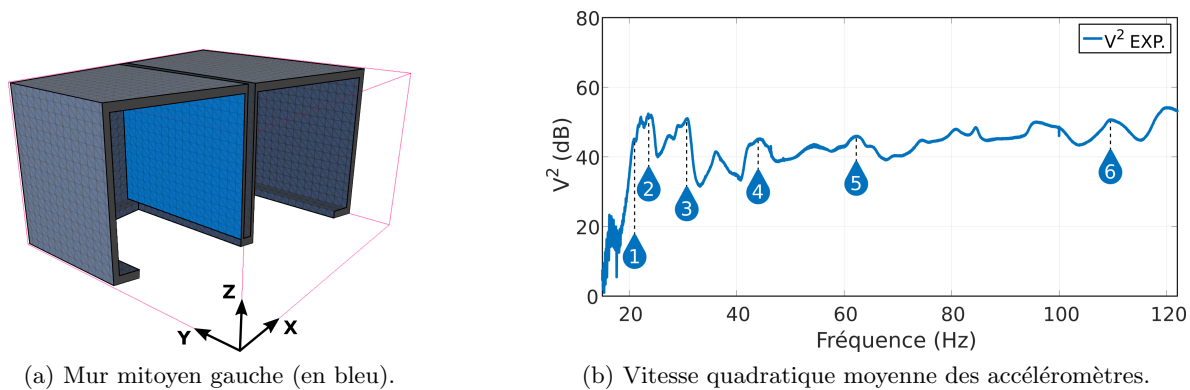 Z
Y
X
(a) Mur mitoyen gauche (en bleu).
V² EXP.
80
60
40
20
0
V² (dB)
1
2
3
4
5
6
20 40 60 80 100 120
Fréquence (Hz)
(b) Vitesse quadratique moyenne des accéléromètres.